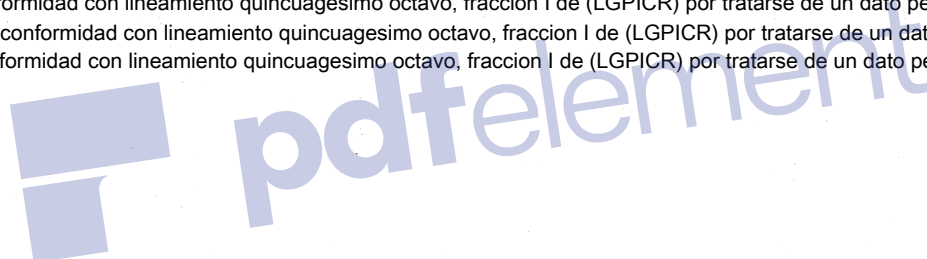 formidad con lineamiento quincuagesimo octavo, fraccion I de (LGPICR) por tratarse de un dato pe
conformidad con lineamiento quincuagesimo octavo, fraccion I de (LGPICR) por tratarse de un dat
formidad con lineamiento quincuagesimo octavo, fraccion I de (LGPICR) por tratarse de un dato pe
pdfelement